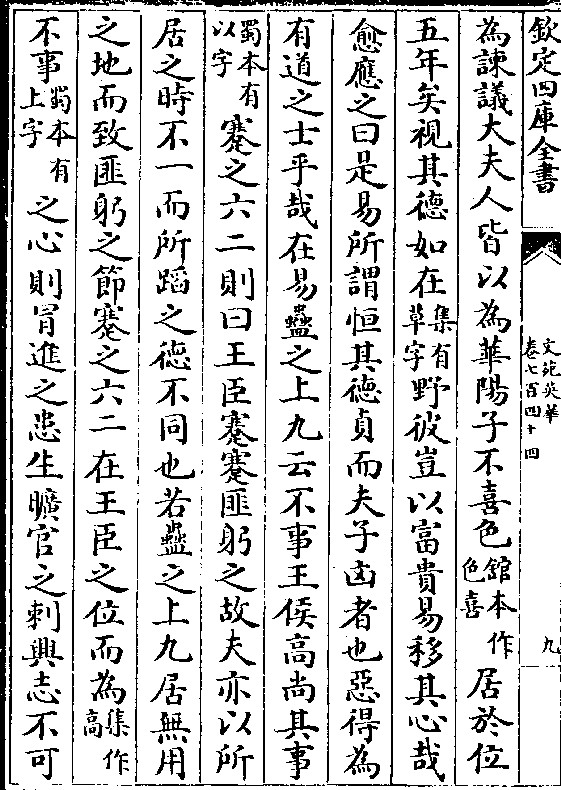 欽定四庫全書
文苑英華
卷七百四十四
九
為諫議大夫人皆以為華陽子不喜色館本作色喜居於位
五年矣視其德如在集有草字野彼豈以富貴易移其心哉
愈應之曰是易所謂恒其德貞而夫子凶者也惡得為
有道之士乎哉在易蠱之上九云不事王侯高尚其事
蜀本有以字蹇之六二則曰王臣蹇蹇匪躬之故夫亦以所
居之時不一而所蹈之德不同也若蠱之上九居無用
之地而致匪躬之節蹇之六二在王臣之位而為集作高
不事蜀本有上字之心則冐進之患生曠官之刺興志不可